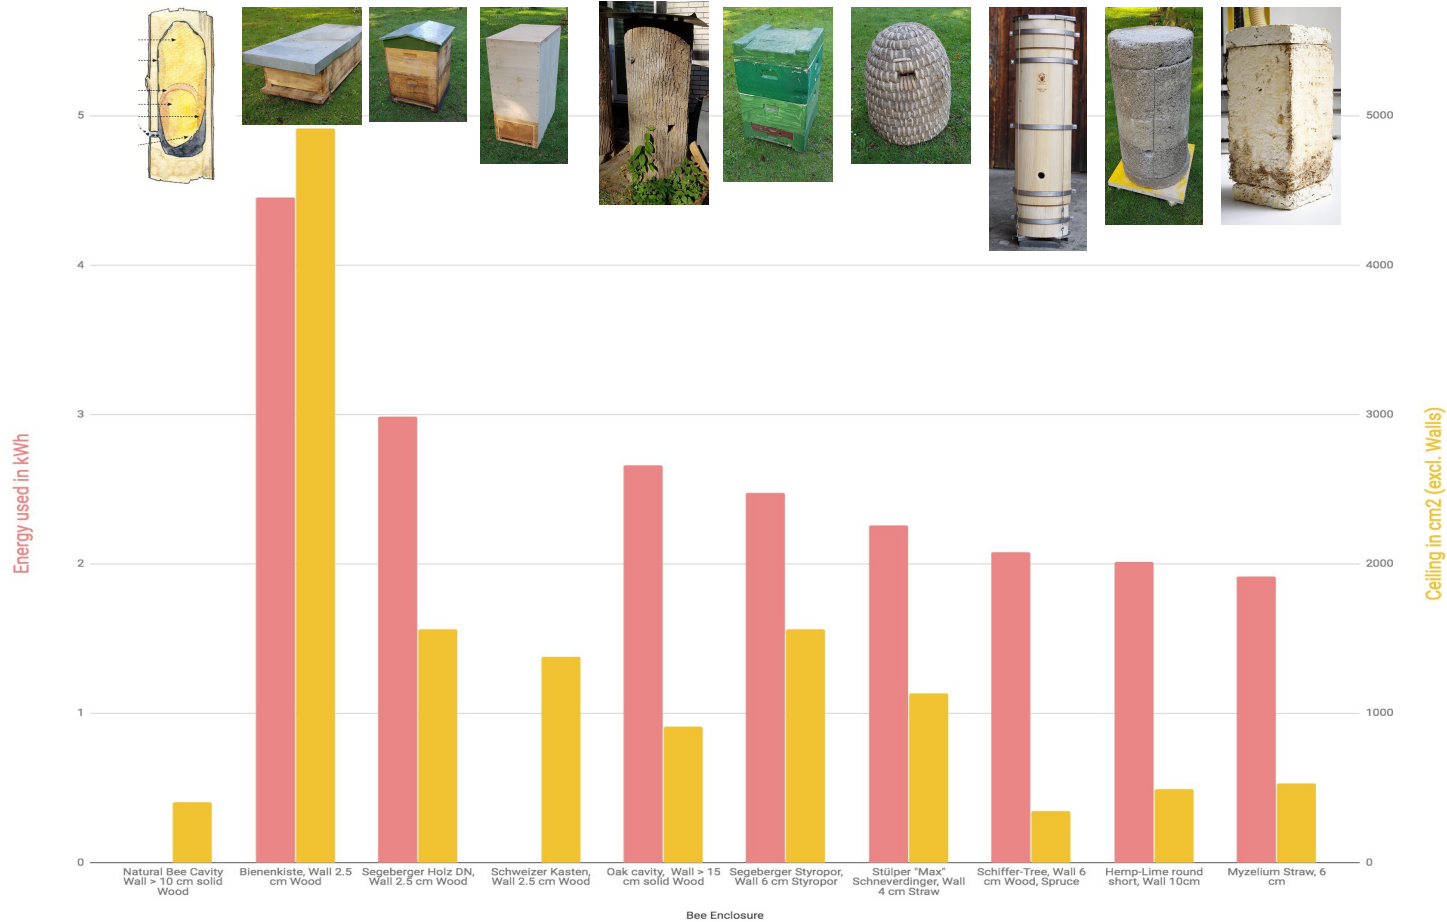 5
4
3
2
1
0
Energy used in kWh
5000
4000
3000
2000
1000
0
Ceiling in cm2 (excl. Walls)
Natural Bee Cavity
Wall > 10 cm solid
Wood
Bienenkiste, Wall 2.5
cm Wood
Segeberger Holz DN,
Wall 2.5 cm Wood
Schweizer Kasten,
Wall 2.5 cm Wood
Oak cavity, Wall > 15
cm solid Wood
Segeberger Styropor,
Wall 6 cm Styropor
Stülper "Max"
Schneverdinger, Wall
4 cm Straw
Schiffer-Tree, Wall 6
cm Wood, Spruce
Hemp-Lime round
short, Wall 10cm
Myzelium Straw, 6
cm
Bee Enclosure